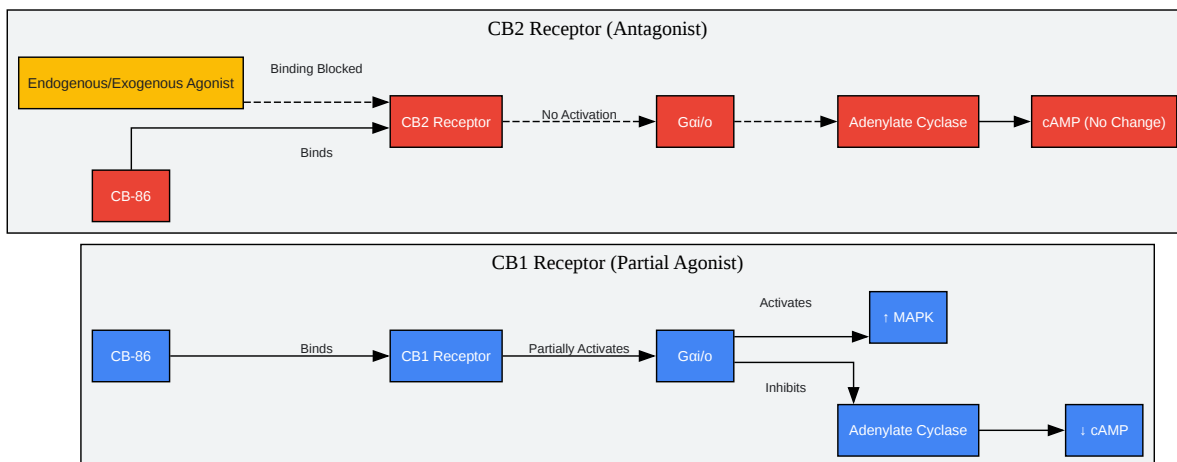 CB2 Receptor (Antagonist)
Endogenous/Exogenous Agonist
Binding Blocked
CB2 Receptor
No Activation
Gαi/o
Adenylate Cyclase
cAMP (No Change)
Binds
CB-86
CB1 Receptor (Partial Agonist)
Activates
↑ MAPK
CB-86
Binds
CB1 Receptor
Partially Activates
Gαi/o
Inhibits
Adenylate Cyclase
↓ cAMP